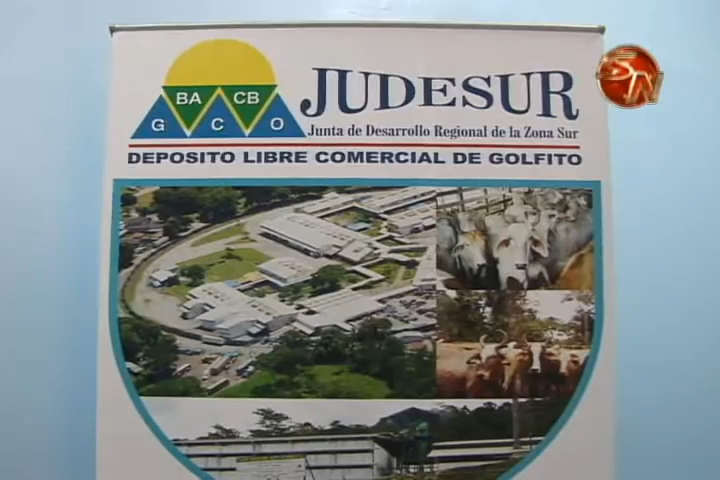 BA CB
G C O
JUDESUR
Junta de Desarrollo Regional de la Zona Sur
DEPOSITO LIBRE COMERCIAL DE GOLFITO